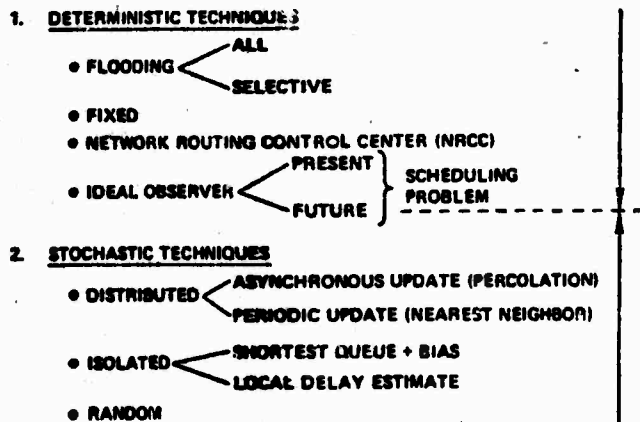 1. DETERMINISTIC TECHNIQUES
ALL
• FLOODING
SELECTIVE
• FIXED
• NETWORK ROUTING CONTROL CENTER (NRCC)
PRESENT
• IDEAL OBSERVER
SCHEDULING
PROBLEM
FUTURE
2. STOCHASTIC TECHNIQUES
ASYNCHRONOUS UPDATE (PERCOLATION)
• DISTRIBUTED
PERIODIC UPDATE (NEAREST NEIGHBOR)
SHORTEST QUEUE + BIAS
• ISOLATED
LOCAL DELAY ESTIMATE
• RANDOM